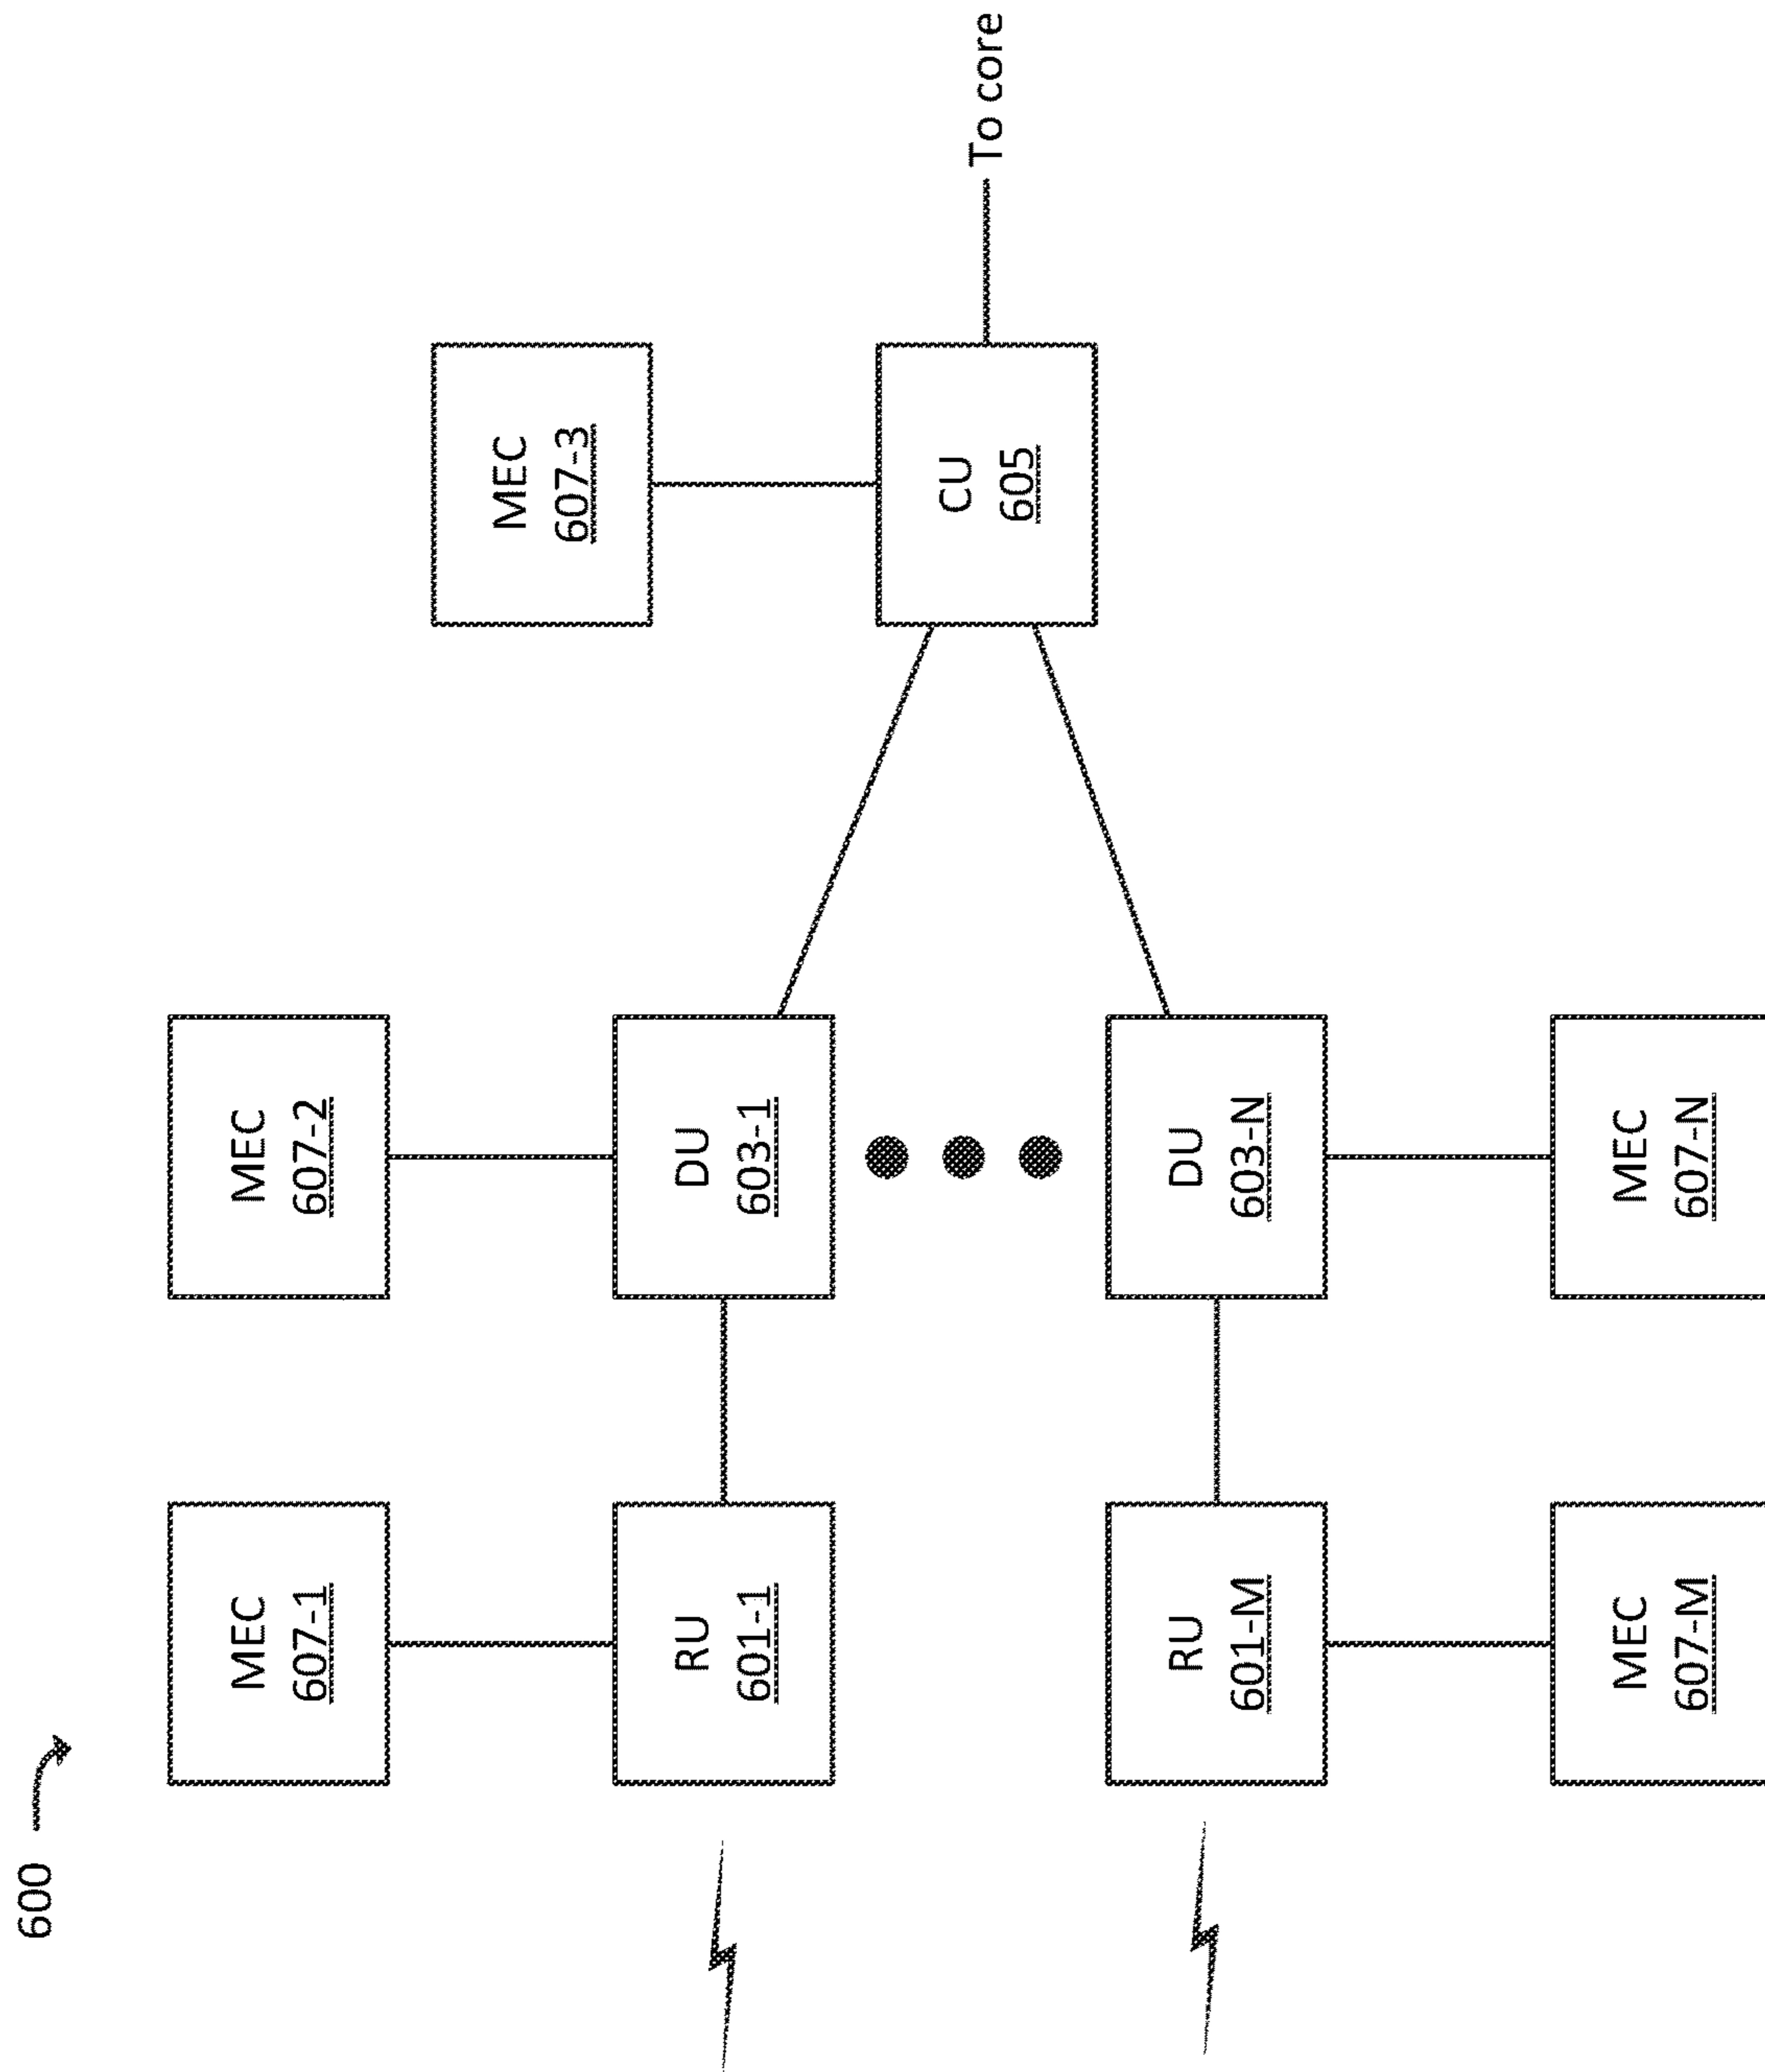 600
MEC
607-1
MEC
607-2
MEC
607-3
RU
601-1
DU
603-1
CU
605
To core
RU
601-M
DU
603-N
MEC
607-M
MEC
607-N